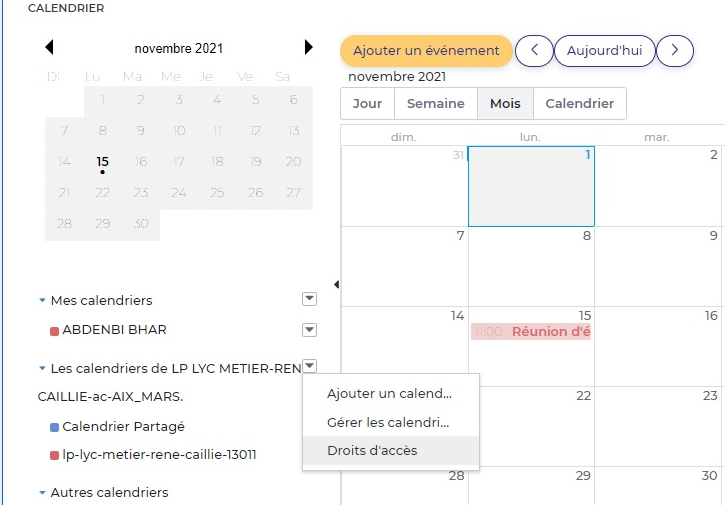 CALENDRIER
novembre 2021
Di Lu Ma Me Je Ve Sa
1 2 3 4 5 6
7 8 9 10 11 12 13
14 15 16 17 18 19 20
21 22 23 24 25 26 27
28 29 30
Mes calendriers
ABDENBI BHAR
Les calendriers de LP LYC METIER-REN
CAILLIE-ac-AIX_MARS.
Calendrier Partagé
lp-lyc-metier-rene-caillie-13011
Autres calendriers
Ajouter un calend...
Gérer les calendri...
Droits d'accès
Ajouter un événement
Aujourd'hui
novembre 2021
Jour Semaine Mois Calendrier
dim. lun. mar.
31 1 2
7 8 9
14 15 16
11:00 Réunion d'é
22 23
28 29 30